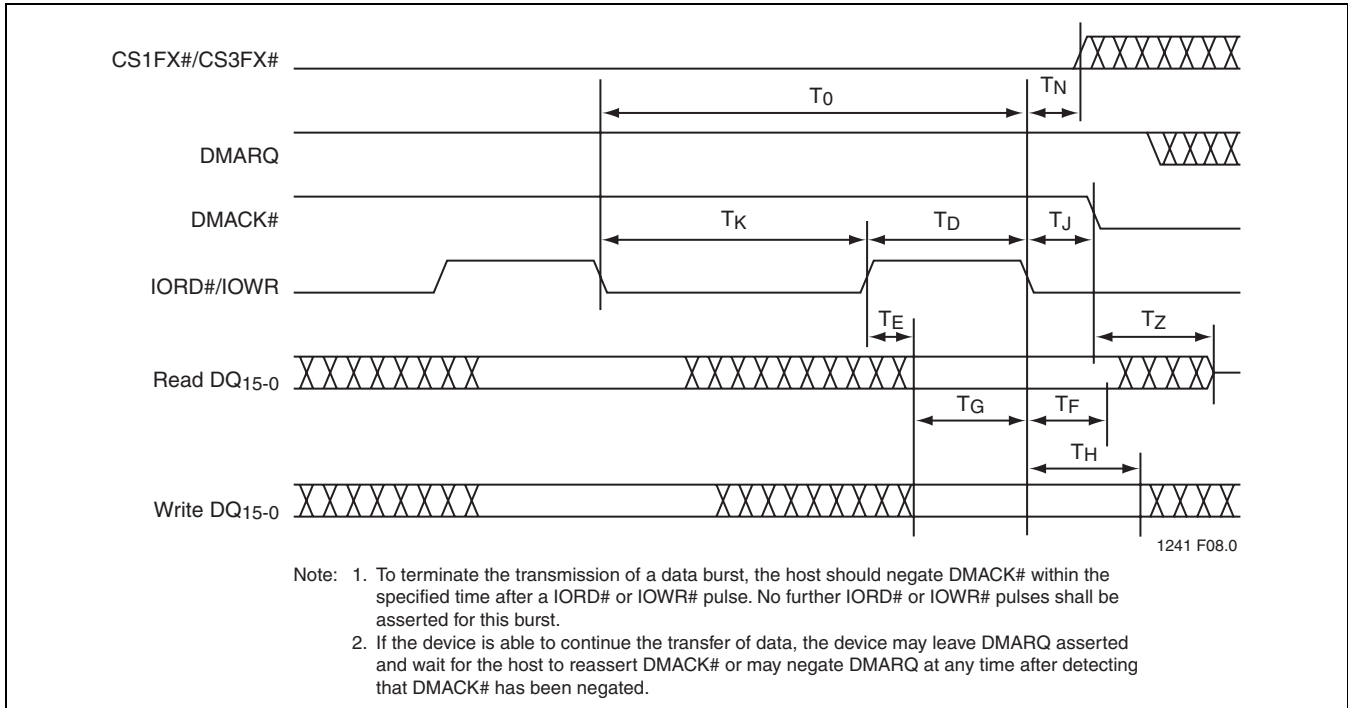 CS1FX#/CS3FX#
TN
T0
DMARQ
DMACK#
TK
TD
TJ
IORD#/IOWR
TE
TZ
Read DQ15-0
TG
TF
TH
Write DQ15-0
1241 F08.0
Note: 1. To terminate the transmission of a data burst, the host should negate DMACK# within the
specified time after a IORD# or IOWR# pulse. No further IORD# or IOWR# pulses shall be
asserted for this burst.
2. If the device is able to continue the transfer of data, the device may leave DMARQ asserted
and wait for the host to reassert DMACK# or may negate DMARQ at any time after detecting
that DMACK# has been negated.